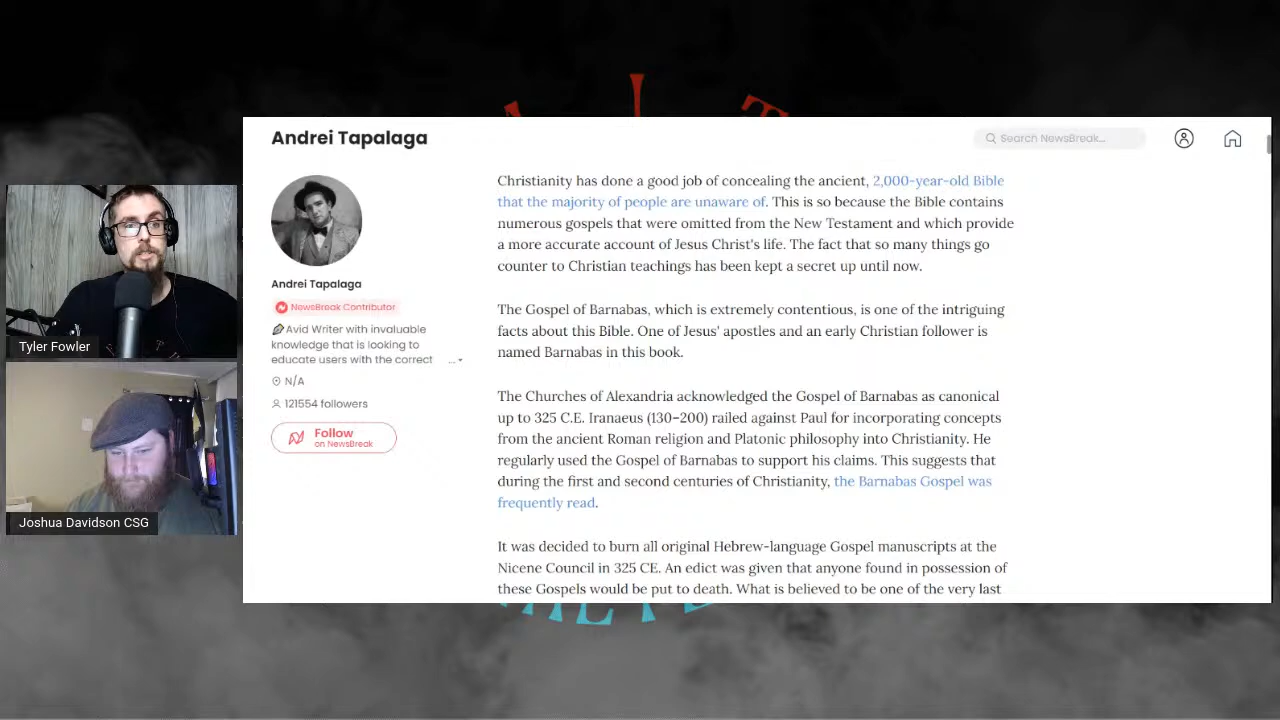 Andrei Tapalaga
Search NewsBreak...
Andrei Tapalaga
NewsBreak Contributor
Avid Writer with invaluable
knowledge that is looking to
educate users with the correct ...
N/A
121554 followers
Follow
on NewsBreak
Christianity has done a good job of concealing the ancient, 2,000-year-old Bible
that the majority of people are unaware of. This is so because the Bible contains
numerous gospels that were omitted from the New Testament and which provide
a more accurate account of Jesus Christ's life. The fact that so many things go
counter to Christian teachings has been kept a secret up until now.
The Gospel of Barnabas, which is extremely contentious, is one of the intriguing
facts about this Bible. One of Jesus' apostles and an early Christian follower is
named Barnabas in this book.
The Churches of Alexandria acknowledged the Gospel of Barnabas as canonical
up to 325 C.E. Iranaeus (130–200) railed against Paul for incorporating concepts
from the ancient Roman religion and Platonic philosophy into Christianity. He
regularly used the Gospel of Barnabas to support his claims. This suggests that
during the first and second centuries of Christianity, the Barnabas Gospel was
frequently read.
It was decided to burn all original Hebrew-language Gospel manuscripts at the
Nicene Council in 325 CE. An edict was given that anyone found in possession of
these Gospels would be put to death. What is believed to be one of the very last
Tyler Fowler
Joshua Davidson CSG